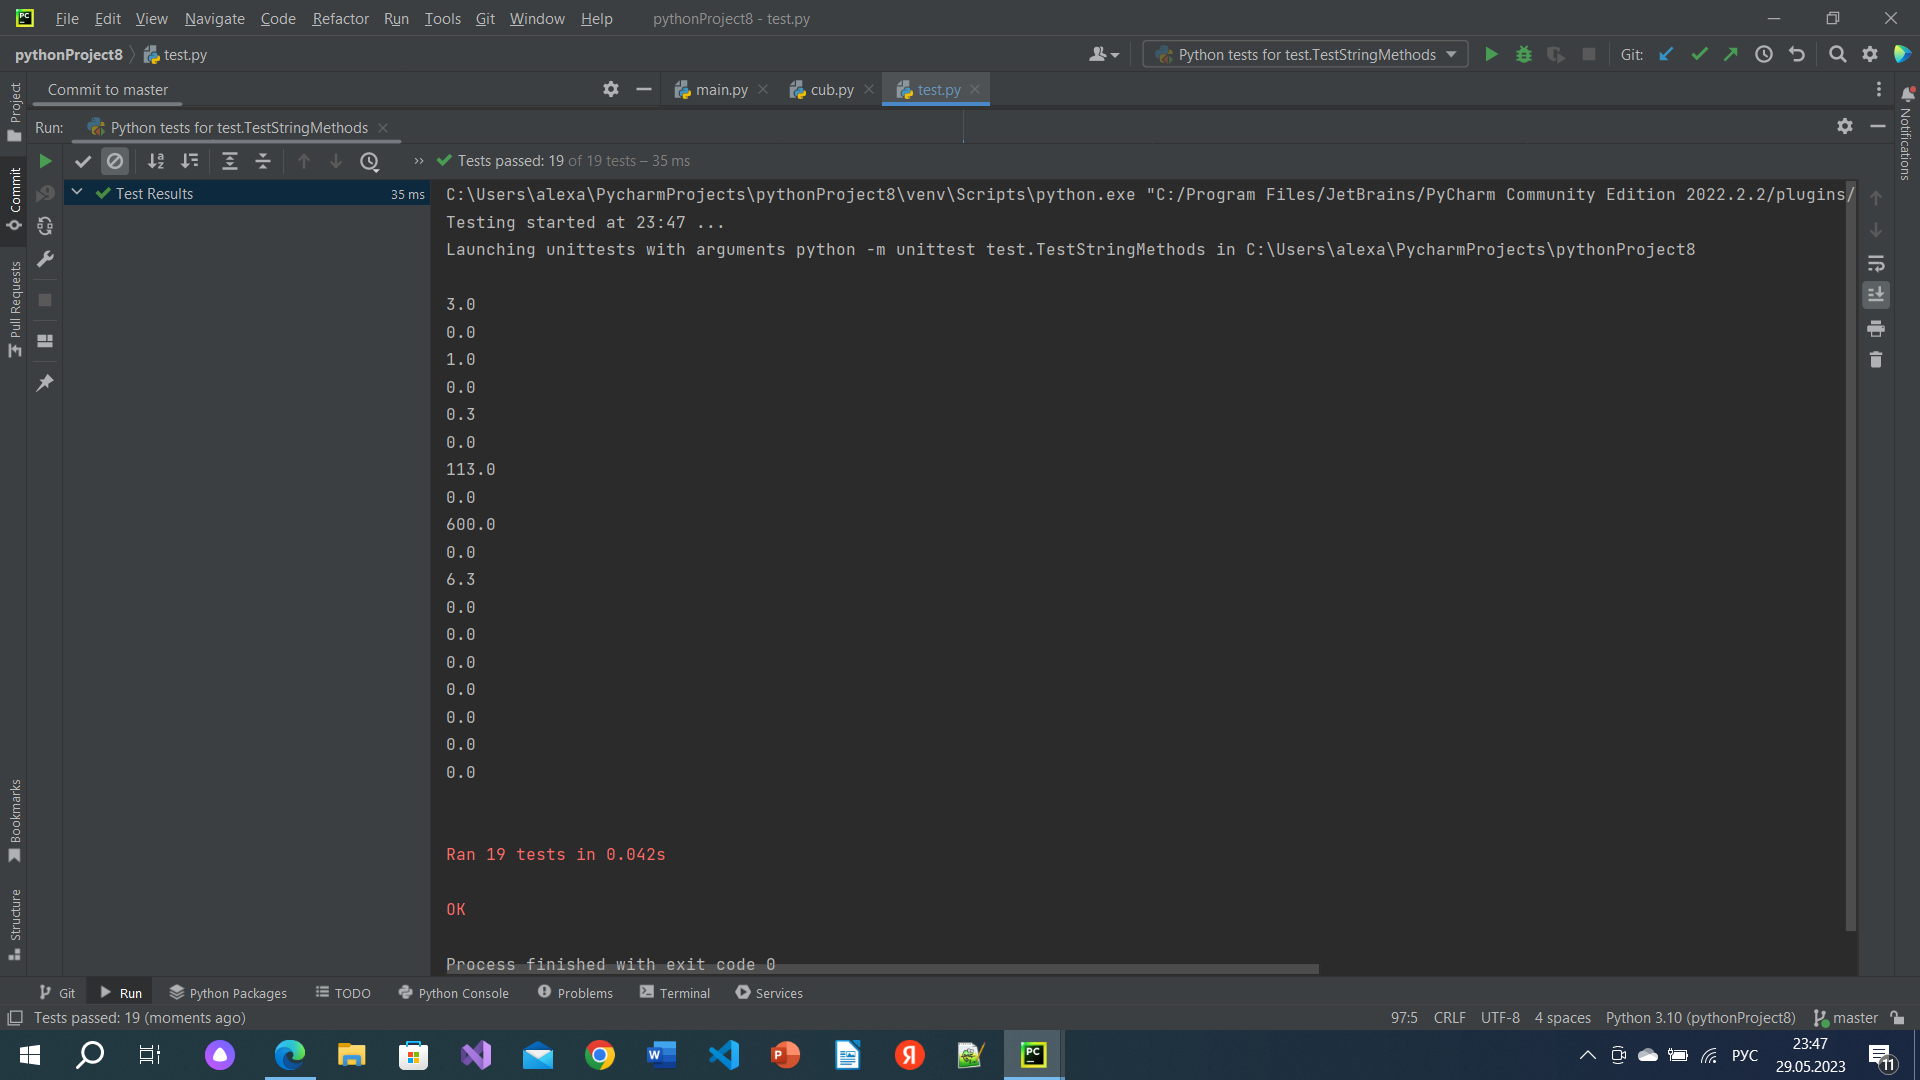 File Edit View Navigate Code Refactor Run Tools Git Window Help pythonProject8 - test.py
pythonProject8 test.py Python tests for test.TestStringMethods Git:
Project
Commit to master main.py cub.py test.py
Notifications
Run: Python tests for test.TestStringMethods
Tests passed: 19 of 19 tests – 35 ms
Commit
Test Results 35 ms
C:\Users\alexa\PycharmProjects\pythonProject8\venv\Scripts\python.exe "C:/Program Files/JetBrains/PyCharm Community Edition 2022.2.2/plugins/
Testing started at 23:47 ...
Launching unittests with arguments python -m unittest test.TestStringMethods in C:\Users\alexa\PycharmProjects\pythonProject8
Pull Requests
3.0
0.0
1.0
0.0
0.3
0.0
113.0
0.0
600.0
0.0
6.3
0.0
0.0
0.0
0.0
0.0
0.0
0.0
Bookmarks
Ran 19 tests in 0.042s
Structure
OK
Process finished with exit code 0
Git Run Python Packages TODO Python Console Problems Terminal Services
Tests passed: 19 (moments ago) 97:5 CRLF UTF-8 4 spaces Python 3.10 (pythonProject8) master
РУС 23:47
29.05.2023 11